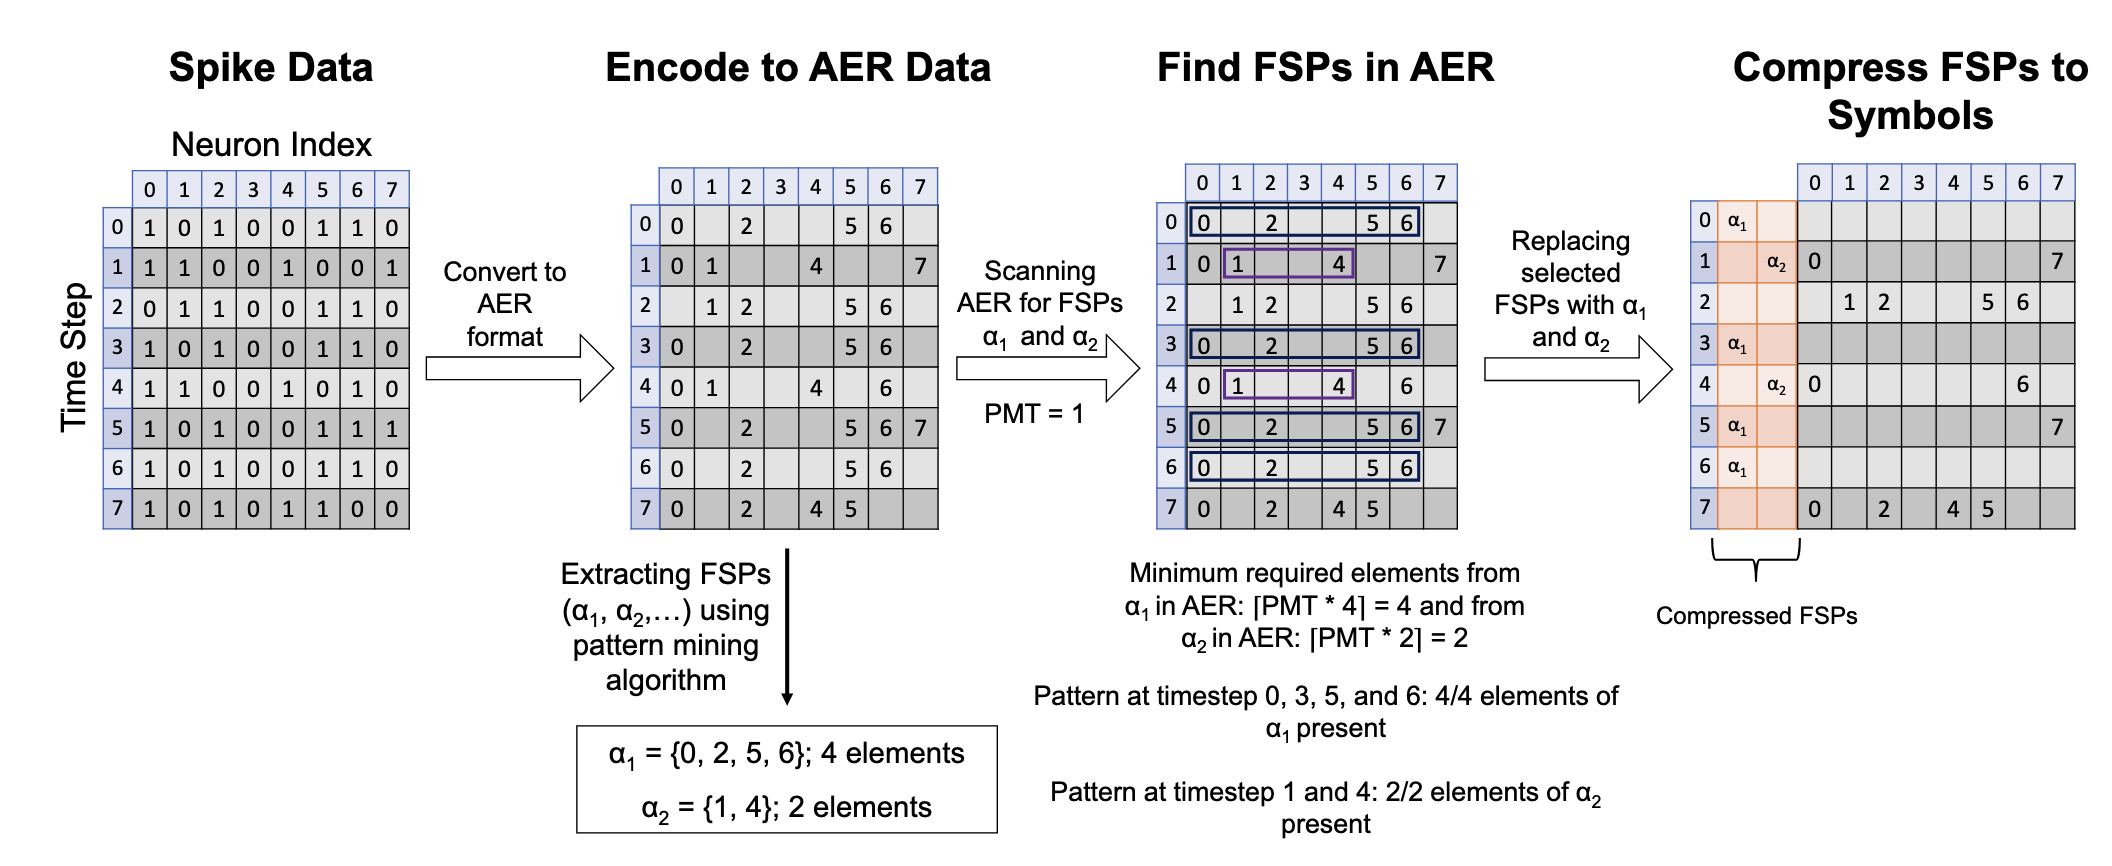 Spike Data
Neuron Index
Time Step
0 1 2 3 4 5 6 7
0 1 0 1 0 0 1 1 0
1 1 1 0 0 1 0 0 1
2 0 1 1 0 0 1 1 0
3 1 0 1 0 0 1 1 0
4 1 1 0 0 1 0 1 0
5 1 0 1 0 0 1 1 1
6 1 0 1 0 0 1 1 0
7 1 0 1 0 1 1 0 0
Convert to
AER
format
Encode to AER Data
0 1 2 3 4 5 6 7
0 0 2 5 6
1 0 1 4 7
2 1 2 5 6
3 0 2 5 6
4 0 1 4 6
5 0 2 5 6 7
6 0 2 5 6
7 0 2 4 5
Extracting FSPs
(α₁, α₂,...) using
pattern mining
algorithm
α₁ = {0, 2, 5, 6}; 4 elements
α₂ = {1, 4}; 2 elements
Scanning
AER for FSPs
α₁ and α₂
PMT = 1
Find FSPs in AER
0 1 2 3 4 5 6 7
0 0 2 5 6
1 0 1 4 7
2 1 2 5 6
3 0 2 5 6
4 0 1 4 6
5 0 2 5 6 7
6 0 2 5 6
7 0 2 4 5
Minimum required elements from
α₁ in AER: ⌈PMT * 4⌉ = 4 and from
α₂ in AER: ⌈PMT * 2⌉ = 2
Pattern at timestep 0, 3, 5, and 6: 4/4 elements of
α₁ present
Pattern at timestep 1 and 4: 2/2 elements of α₂
present
Replacing
selected
FSPs with α₁
and α₂
Compress FSPs to
Symbols
0 1 2 3 4 5 6 7
0 α₁
1 α₂ 0 7
2 1 2 5 6
3 α₁
4 α₂ 0 6
5 α₁ 7
6 α₁
7 0 2 4 5
Compressed FSPs